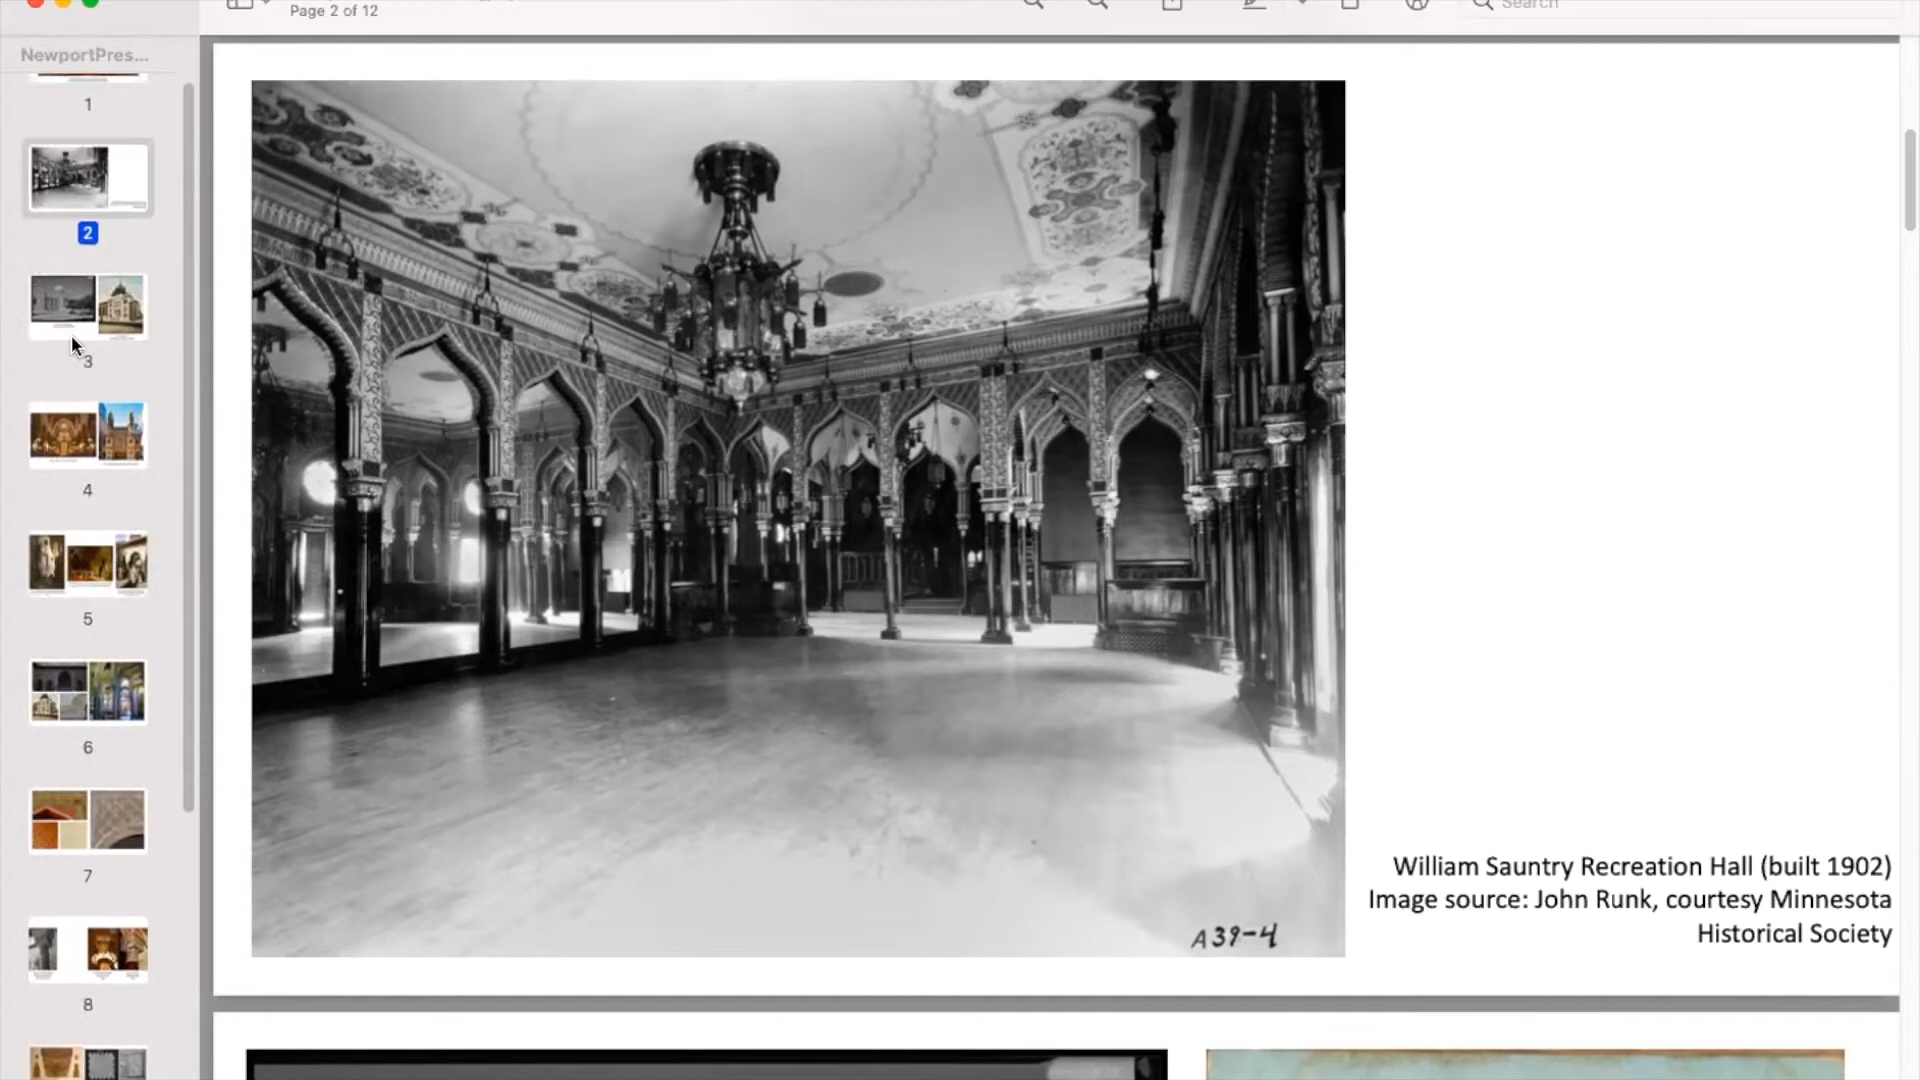 Page 2 of 12
Search
NewportPres...
1
2
3
4
5
6
7
8
A39-4
William Sauntry Recreation Hall (built 1902)
Image source: John Runk, courtesy Minnesota
Historical Society